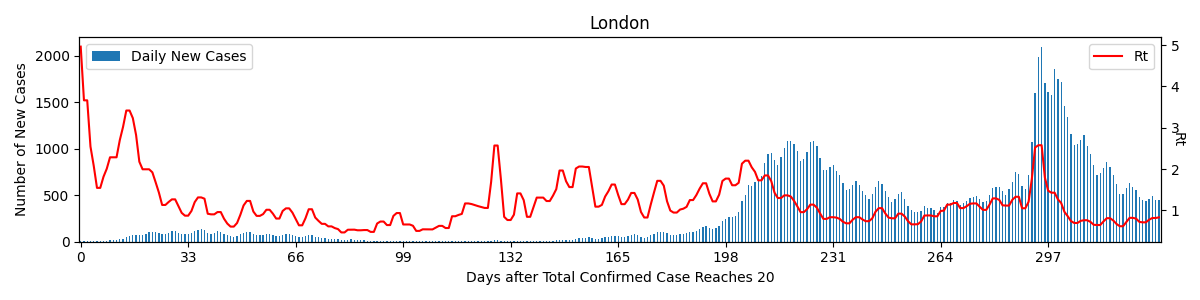 London
Daily New Cases
Rt
Number of New Cases
2000
1500
1000
500
0
5
4
3
2
1
Rt
0 33 66 99 132 165 198 231 264 297
Days after Total Confirmed Case Reaches 20